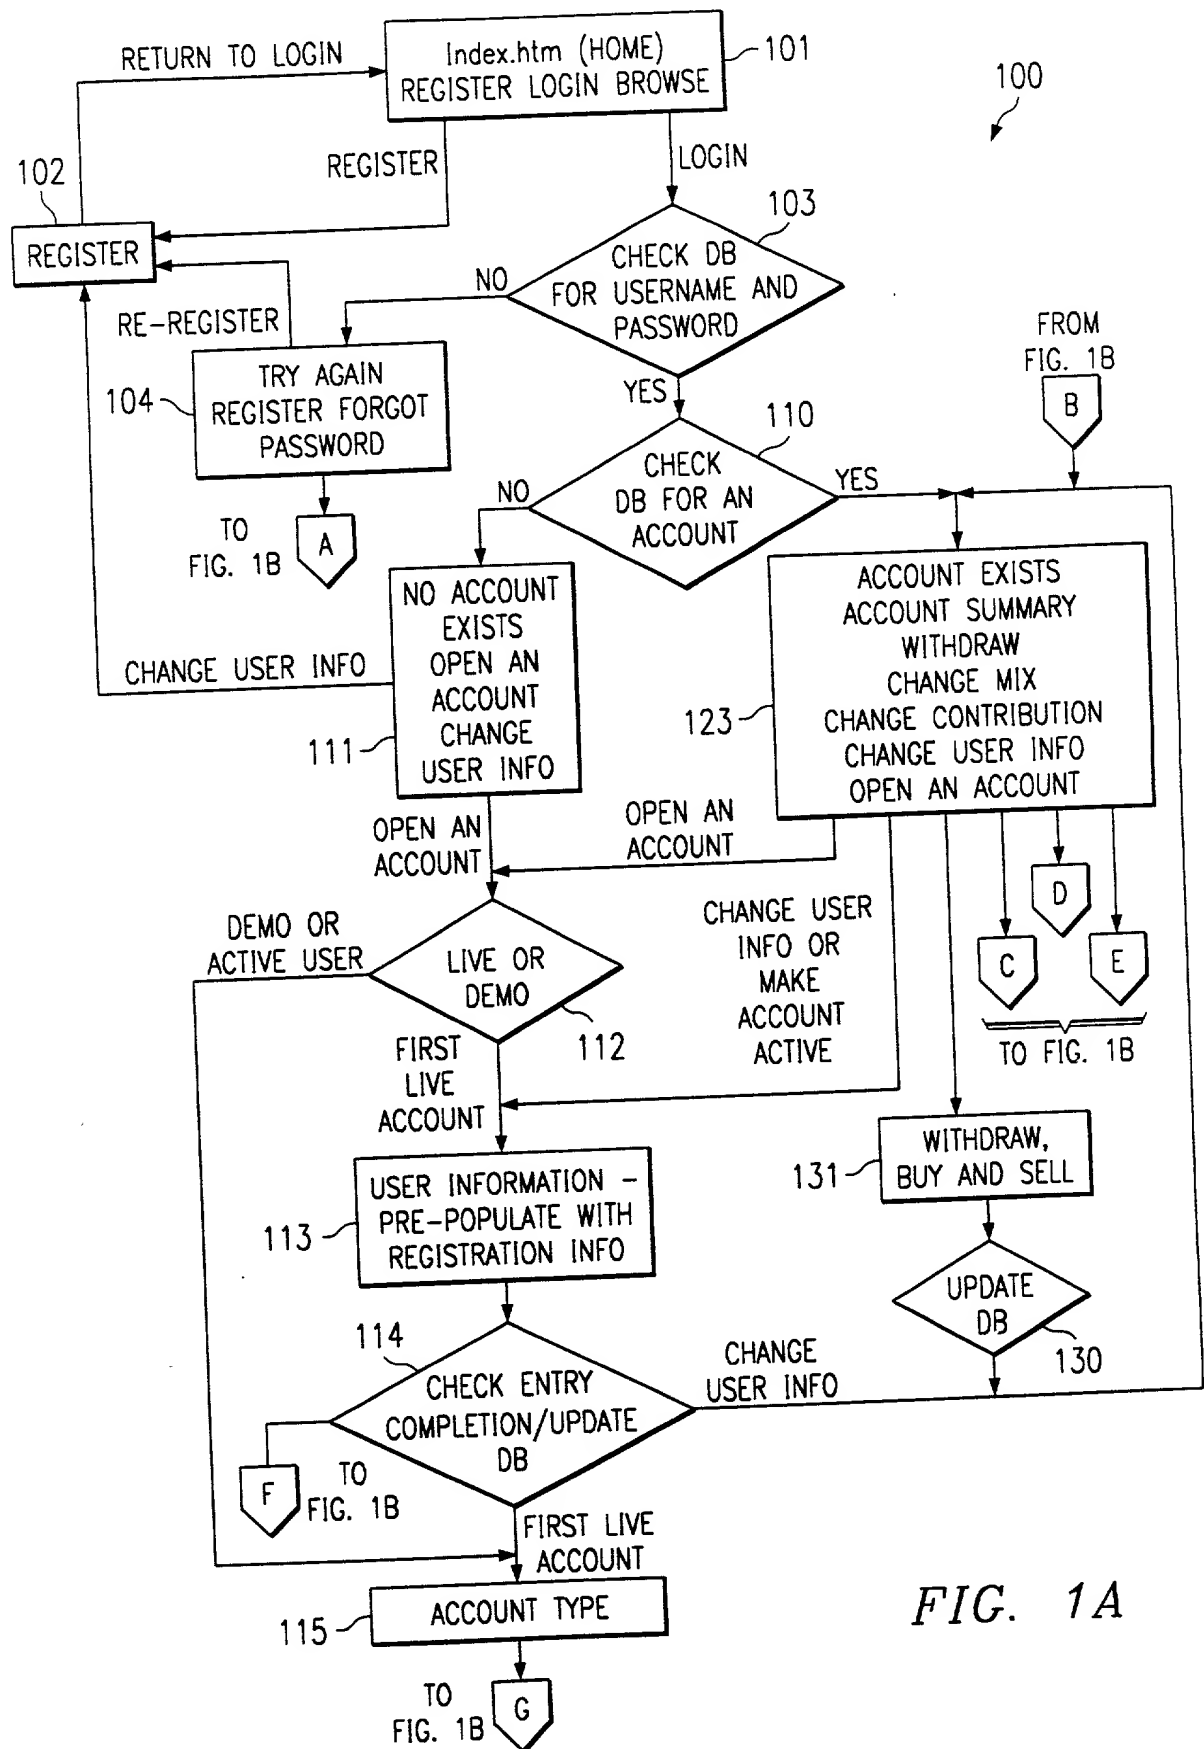 RETURN TO LOGIN
Index.htm (HOME)
REGISTER LOGIN BROWSE
101
100
REGISTER
LOGIN
102
REGISTER
103
CHECK DB
FOR USERNAME AND
PASSWORD
NO
YES
RE-REGISTER
104
TRY AGAIN
REGISTER FORGOT
PASSWORD
TO
FIG. 1B
A
FROM
FIG. 1B
B
110
CHECK
DB FOR AN
ACCOUNT
NO
YES
CHANGE USER INFO
111
NO ACCOUNT
EXISTS
OPEN AN
ACCOUNT
CHANGE
USER INFO
123
ACCOUNT EXISTS
ACCOUNT SUMMARY
WITHDRAW
CHANGE MIX
CHANGE CONTRIBUTION
CHANGE USER INFO
OPEN AN ACCOUNT
OPEN AN
ACCOUNT
OPEN AN
ACCOUNT
DEMO OR
ACTIVE USER
LIVE OR
DEMO
112
CHANGE USER
INFO OR
MAKE
ACCOUNT
ACTIVE
C
D
E
TO FIG. 1B
FIRST
LIVE
ACCOUNT
131
WITHDRAW,
BUY AND SELL
113
USER INFORMATION –
PRE-POPULATE WITH
REGISTRATION INFO
UPDATE
DB
130
114
CHECK ENTRY
COMPLETION/UPDATE
DB
CHANGE
USER INFO
F
TO
FIG. 1B
FIRST LIVE
ACCOUNT
115
ACCOUNT TYPE
TO
FIG. 1B
G
FIG. 1A